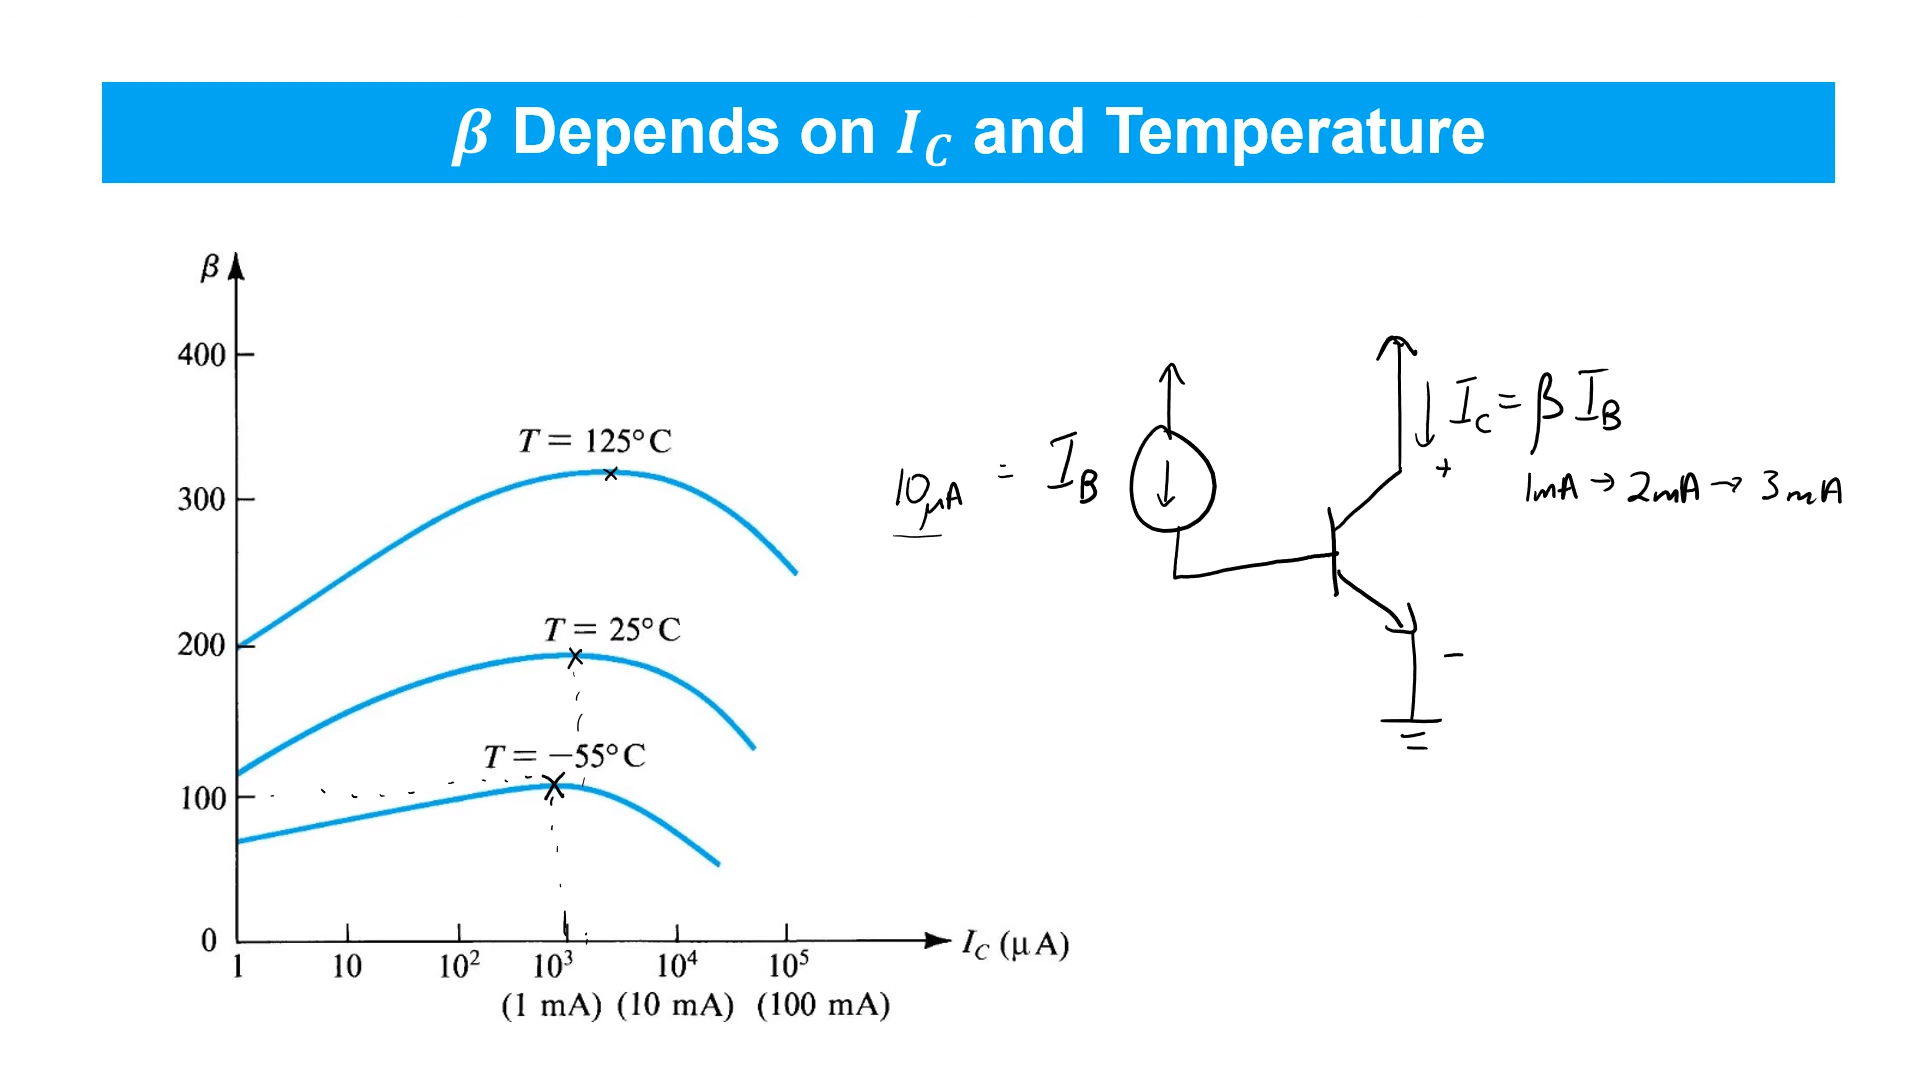 β Depends on I_C and Temperature
β
400
T = 125°C
300
T = 25°C
200
T = −55°C
100
0
1 10 10² 10³ 10⁴ 10⁵
(1 mA) (10 mA) (100 mA)
I_C (μA)
10μA = I_B
I_C = β I_B
+
1mA → 2mA → 3mA
−